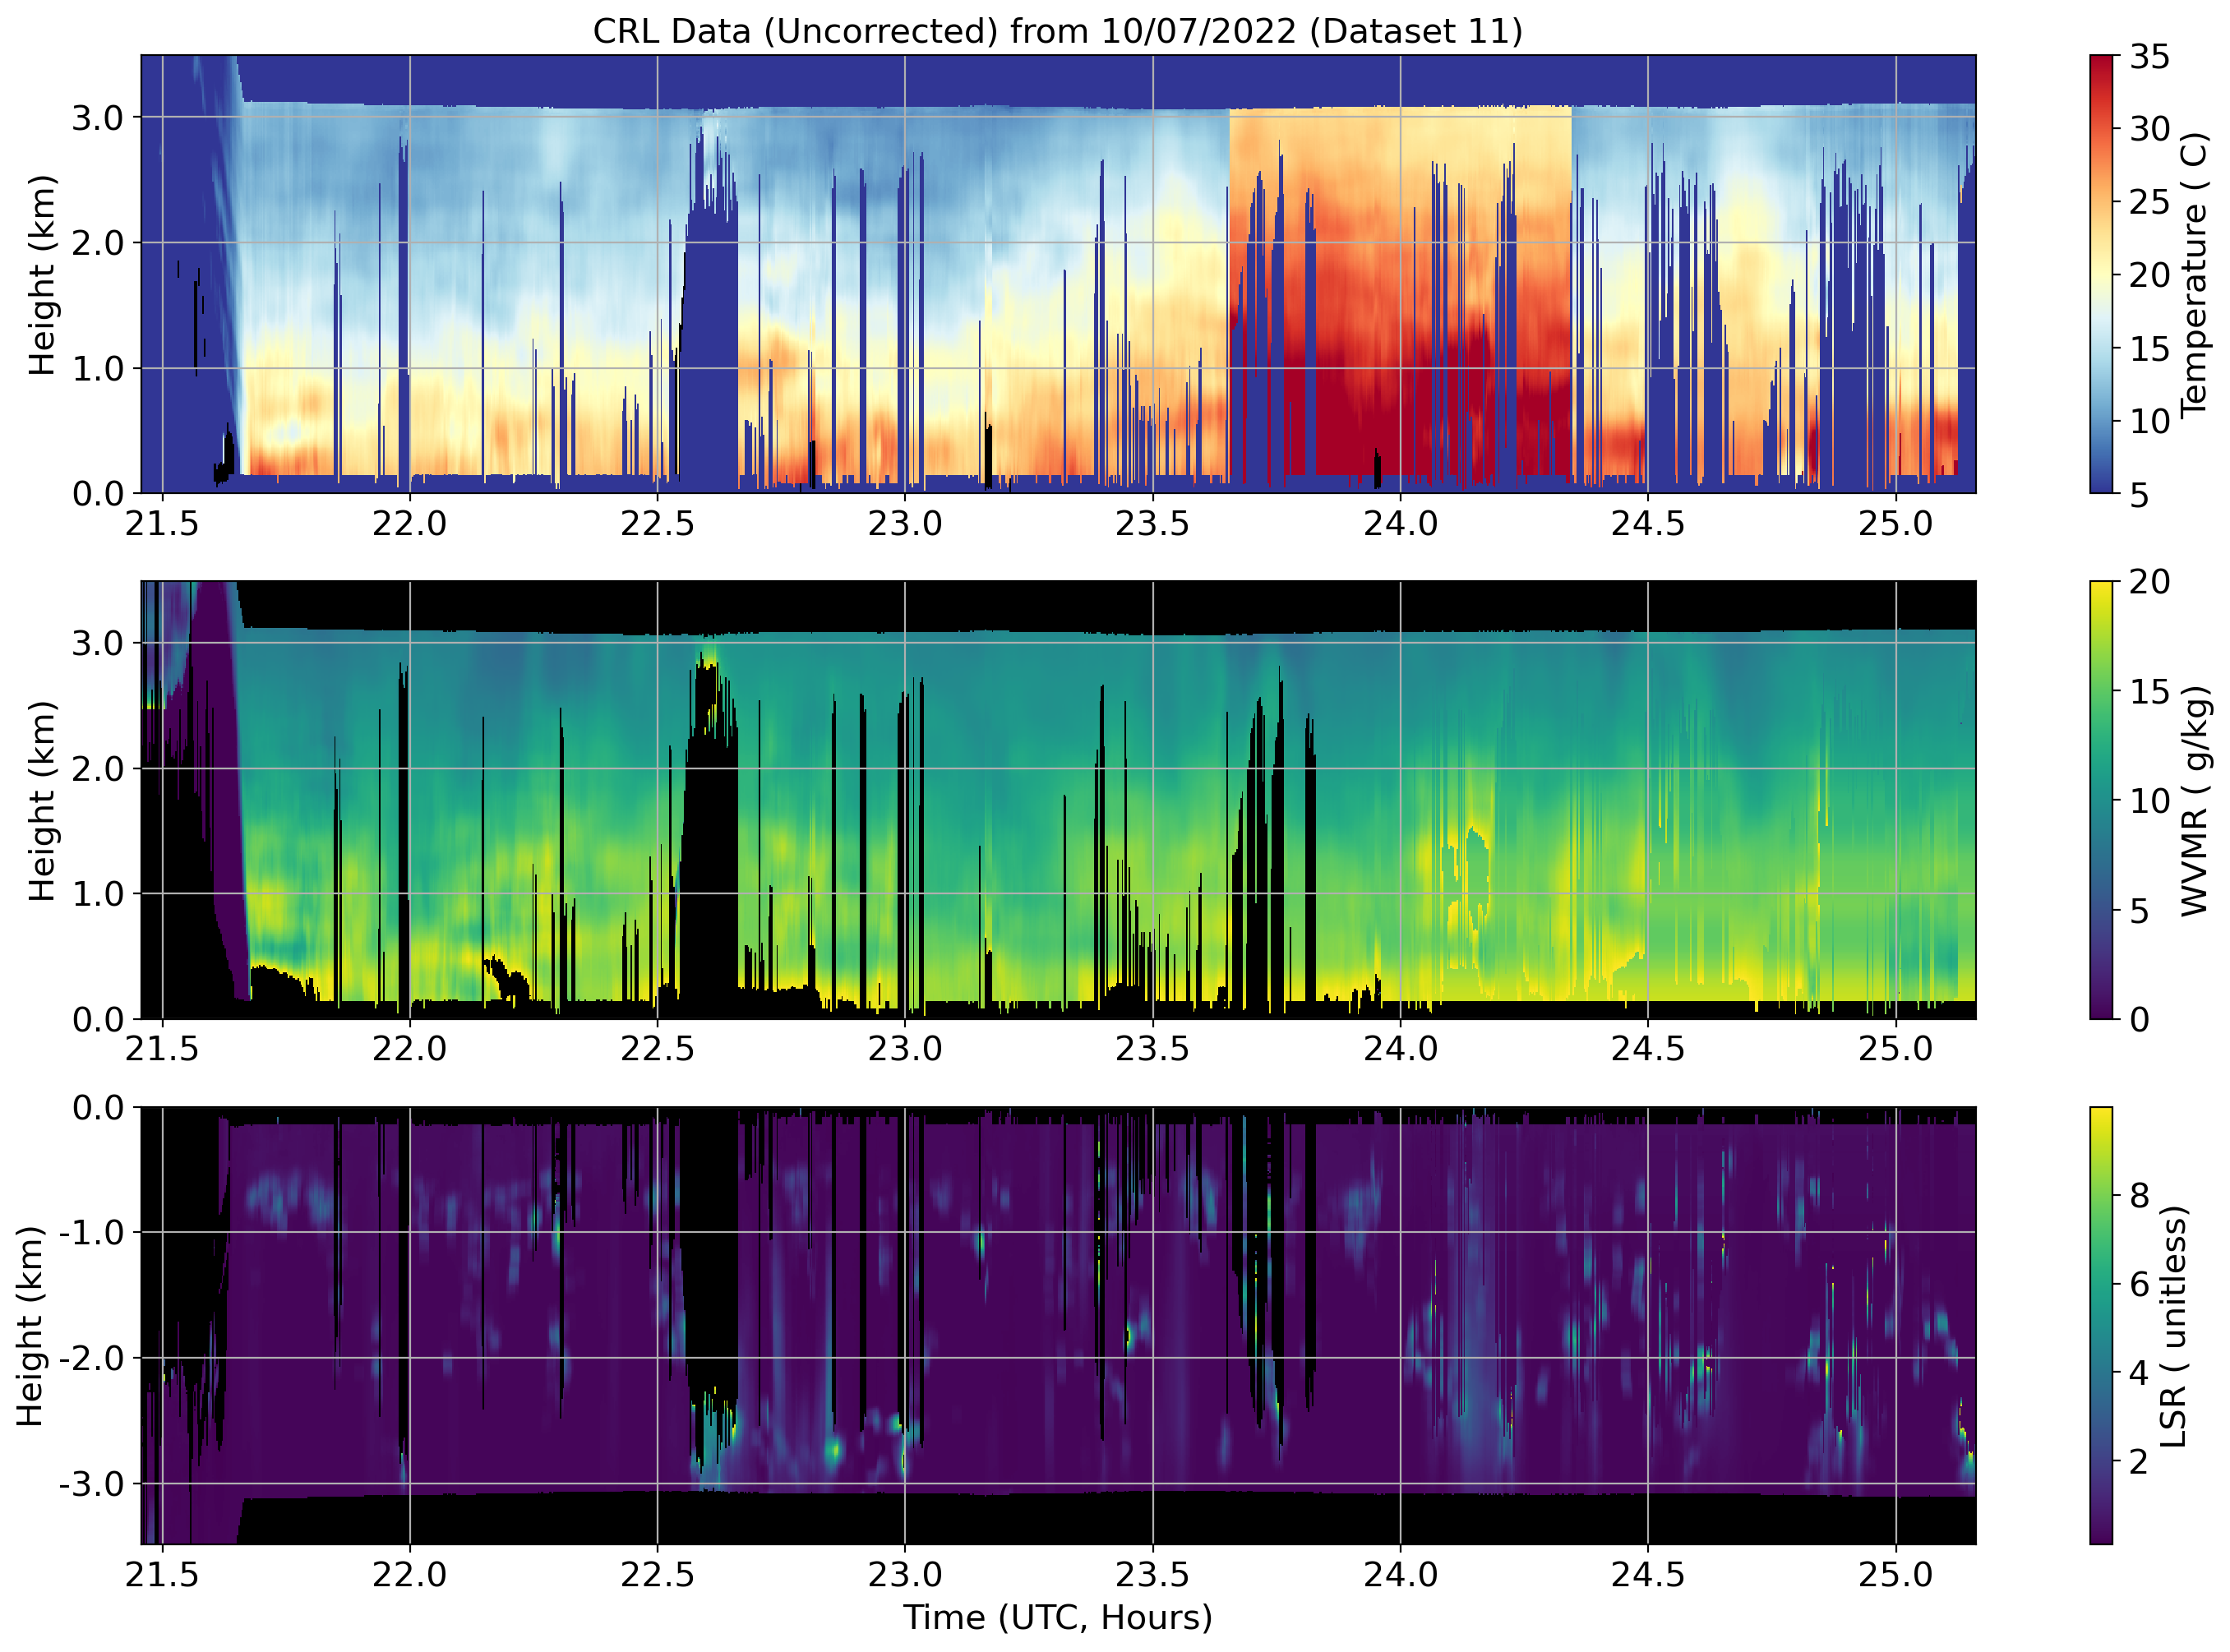 CRL Data (Uncorrected) from 10/07/2022 (Dataset 11)
Height (km)
3.0
2.0
1.0
0.0
21.5 22.0 22.5 23.0 23.5 24.0 24.5 25.0
35
30
25
20
15
10
5
Temperature ( C)
Height (km)
3.0
2.0
1.0
0.0
21.5 22.0 22.5 23.0 23.5 24.0 24.5 25.0
20
15
10
5
0
WVMR ( g/kg)
Height (km)
0.0
-1.0
-2.0
-3.0
21.5 22.0 22.5 23.0 23.5 24.0 24.5 25.0
Time (UTC, Hours)
8
6
4
2
LSR ( unitless)